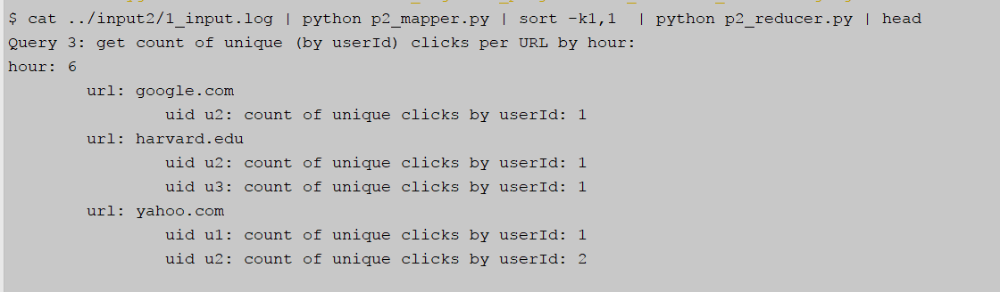 $ cat ../input2/1_input.log | python p2_mapper.py | sort -k1,1  | python p2_reducer.py | head
Query 3: get count of unique (by userId) clicks per URL by hour:
hour: 6
        url: google.com
                uid u2: count of unique clicks by userId: 1
        url: harvard.edu
                uid u2: count of unique clicks by userId: 1
                uid u3: count of unique clicks by userId: 1
        url: yahoo.com
                uid u1: count of unique clicks by userId: 1
                uid u2: count of unique clicks by userId: 2